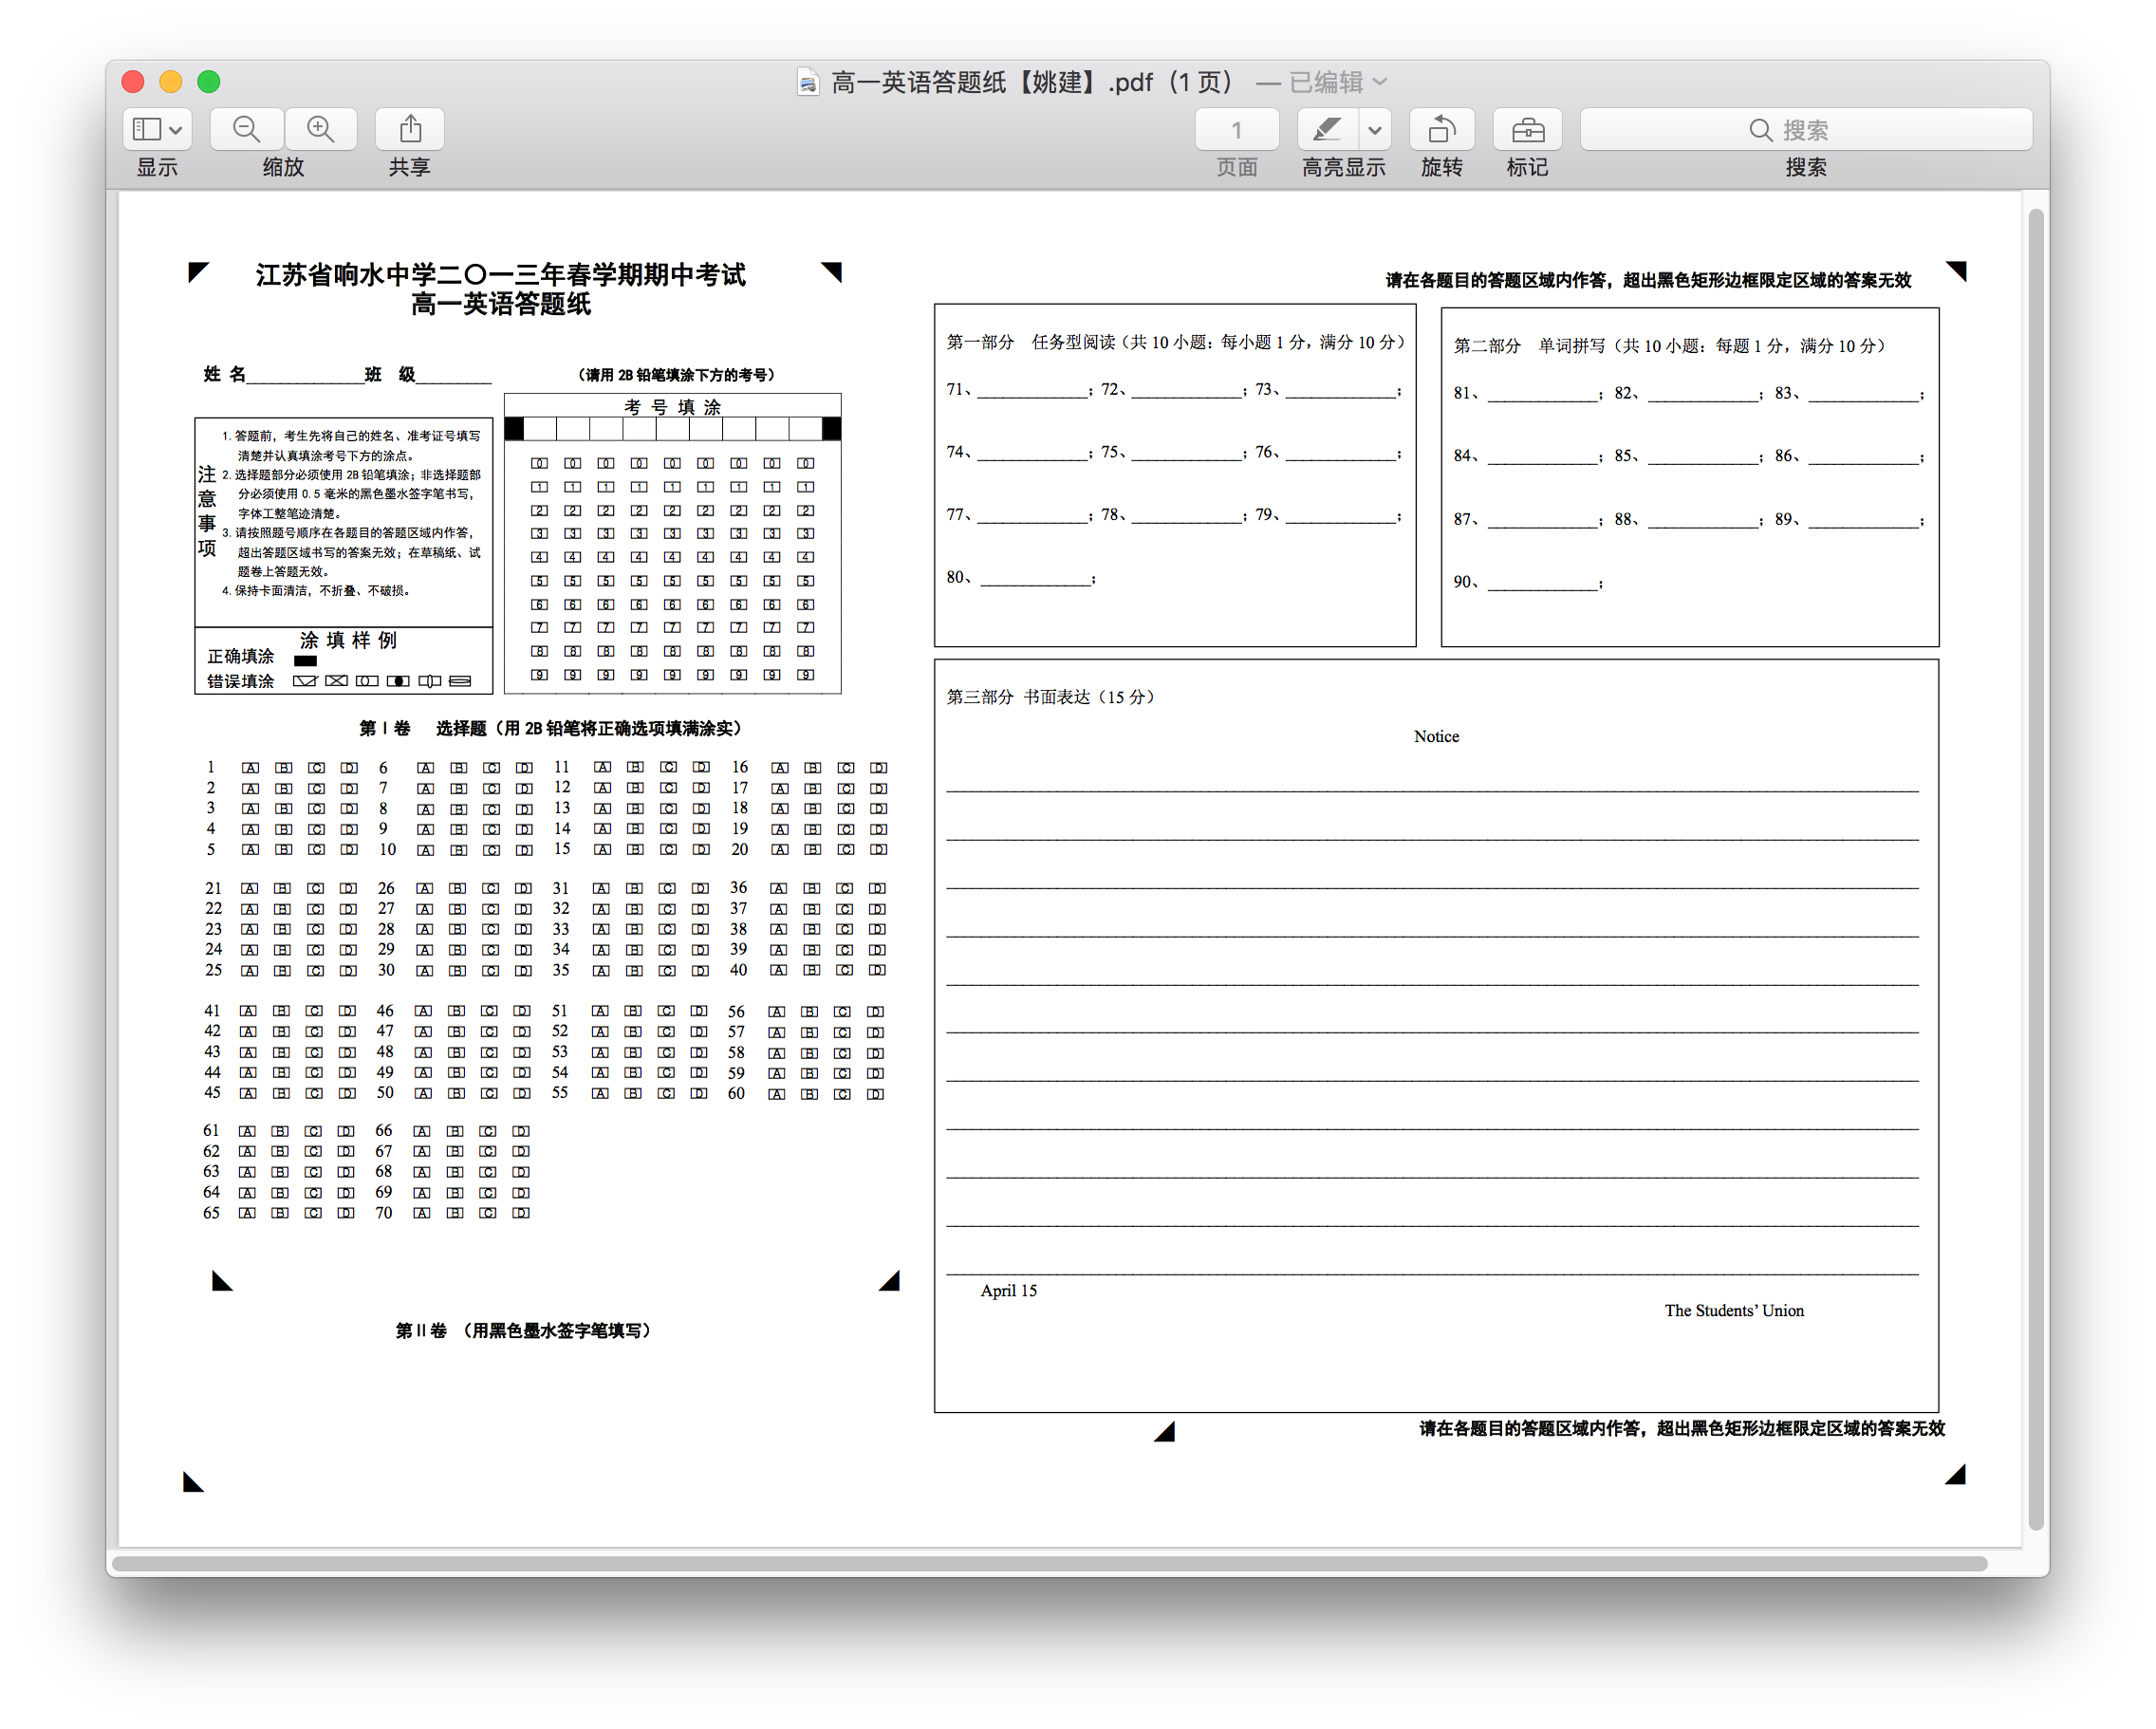 高一英语答题纸【姚建】.pdf（1 页） — 已编辑
显示 缩放 共享 1 页面 高亮显示 旋转 标记 搜索 搜索
江苏省响水中学二〇一三年春学期期中考试
高一英语答题纸
姓 名______________班 级_________
（请用 2B 铅笔填涂下方的考号）
注意事项
1. 答题前，考生先将自己的姓名、准考证号填写
清楚并认真填涂考号下方的涂点。
2. 选择题部分必须使用 2B 铅笔填涂；非选择题部
分必须使用 0.5 毫米的黑色墨水签字笔书写，
字体工整笔迹清楚。
3. 请按照题号顺序在各题目的答题区域内作答，
超出答题区域书写的答案无效；在草稿纸、试
题卷上答题无效。
4. 保持卡面清洁，不折叠、不破损。
涂 填 样 例
正确填涂
错误填涂
考 号 填 涂
0 0 0 0 0 0 0 0 0
1 1 1 1 1 1 1 1 1
2 2 2 2 2 2 2 2 2
3 3 3 3 3 3 3 3 3
4 4 4 4 4 4 4 4 4
5 5 5 5 5 5 5 5 5
6 6 6 6 6 6 6 6 6
7 7 7 7 7 7 7 7 7
8 8 8 8 8 8 8 8 8
9 9 9 9 9 9 9 9 9
第Ⅰ卷 选择题（用 2B 铅笔将正确选项填满涂实）
1 A B C D 6 A B C D 11 A B C D 16 A B C D
2 A B C D 7 A B C D 12 A B C D 17 A B C D
3 A B C D 8 A B C D 13 A B C D 18 A B C D
4 A B C D 9 A B C D 14 A B C D 19 A B C D
5 A B C D 10 A B C D 15 A B C D 20 A B C D
21 A B C D 26 A B C D 31 A B C D 36 A B C D
22 A B C D 27 A B C D 32 A B C D 37 A B C D
23 A B C D 28 A B C D 33 A B C D 38 A B C D
24 A B C D 29 A B C D 34 A B C D 39 A B C D
25 A B C D 30 A B C D 35 A B C D 40 A B C D
41 A B C D 46 A B C D 51 A B C D 56 A B C D
42 A B C D 47 A B C D 52 A B C D 57 A B C D
43 A B C D 48 A B C D 53 A B C D 58 A B C D
44 A B C D 49 A B C D 54 A B C D 59 A B C D
45 A B C D 50 A B C D 55 A B C D 60 A B C D
61 A B C D 66 A B C D
62 A B C D 67 A B C D
63 A B C D 68 A B C D
64 A B C D 69 A B C D
65 A B C D 70 A B C D
第Ⅱ卷 （用黑色墨水签字笔填写）
请在各题目的答题区域内作答，超出黑色矩形边框限定区域的答案无效
第一部分 任务型阅读（共 10 小题：每小题 1 分，满分 10 分）
71、_____________；72、_____________；73、_____________；
74、_____________；75、_____________；76、_____________；
77、_____________；78、_____________；79、_____________；
80、_____________；
第二部分 单词拼写（共 10 小题：每题 1 分，满分 10 分）
81、_____________；82、_____________；83、_____________；
84、_____________；85、_____________；86、_____________；
87、_____________；88、_____________；89、_____________；
90、_____________；
第三部分 书面表达（15 分）
Notice
April 15
The Students’ Union
请在各题目的答题区域内作答，超出黑色矩形边框限定区域的答案无效